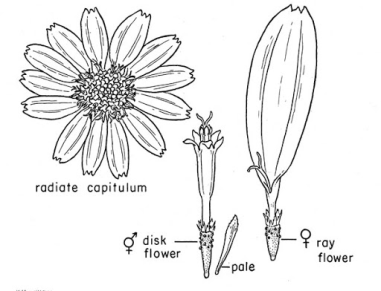 radiate capitulum
⚥ disk
flower
pale
♀ ray
flower